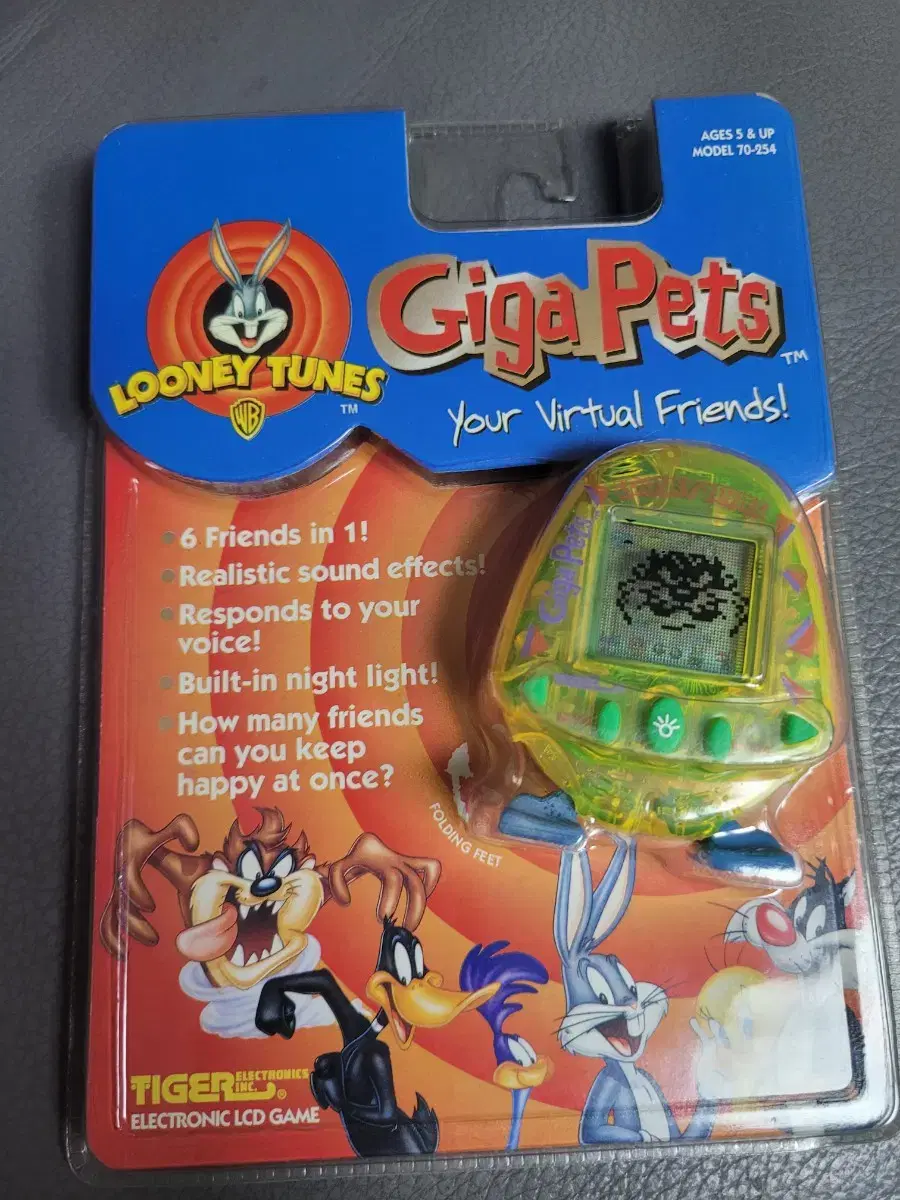 AGES 5 & UP
MODEL 70-254
LOONEY TUNES
TM
WB
Giga Pets
TM
Your Virtual Friends!
• 6 Friends in 1!
• Realistic sound effects!
• Responds to your
voice!
• Built-in night light!
• How many friends
can you keep
happy at once?
Giga Pets
FOLDING FEET
TIGER ELECTRONICS
INC. ®
ELECTRONIC LCD GAME